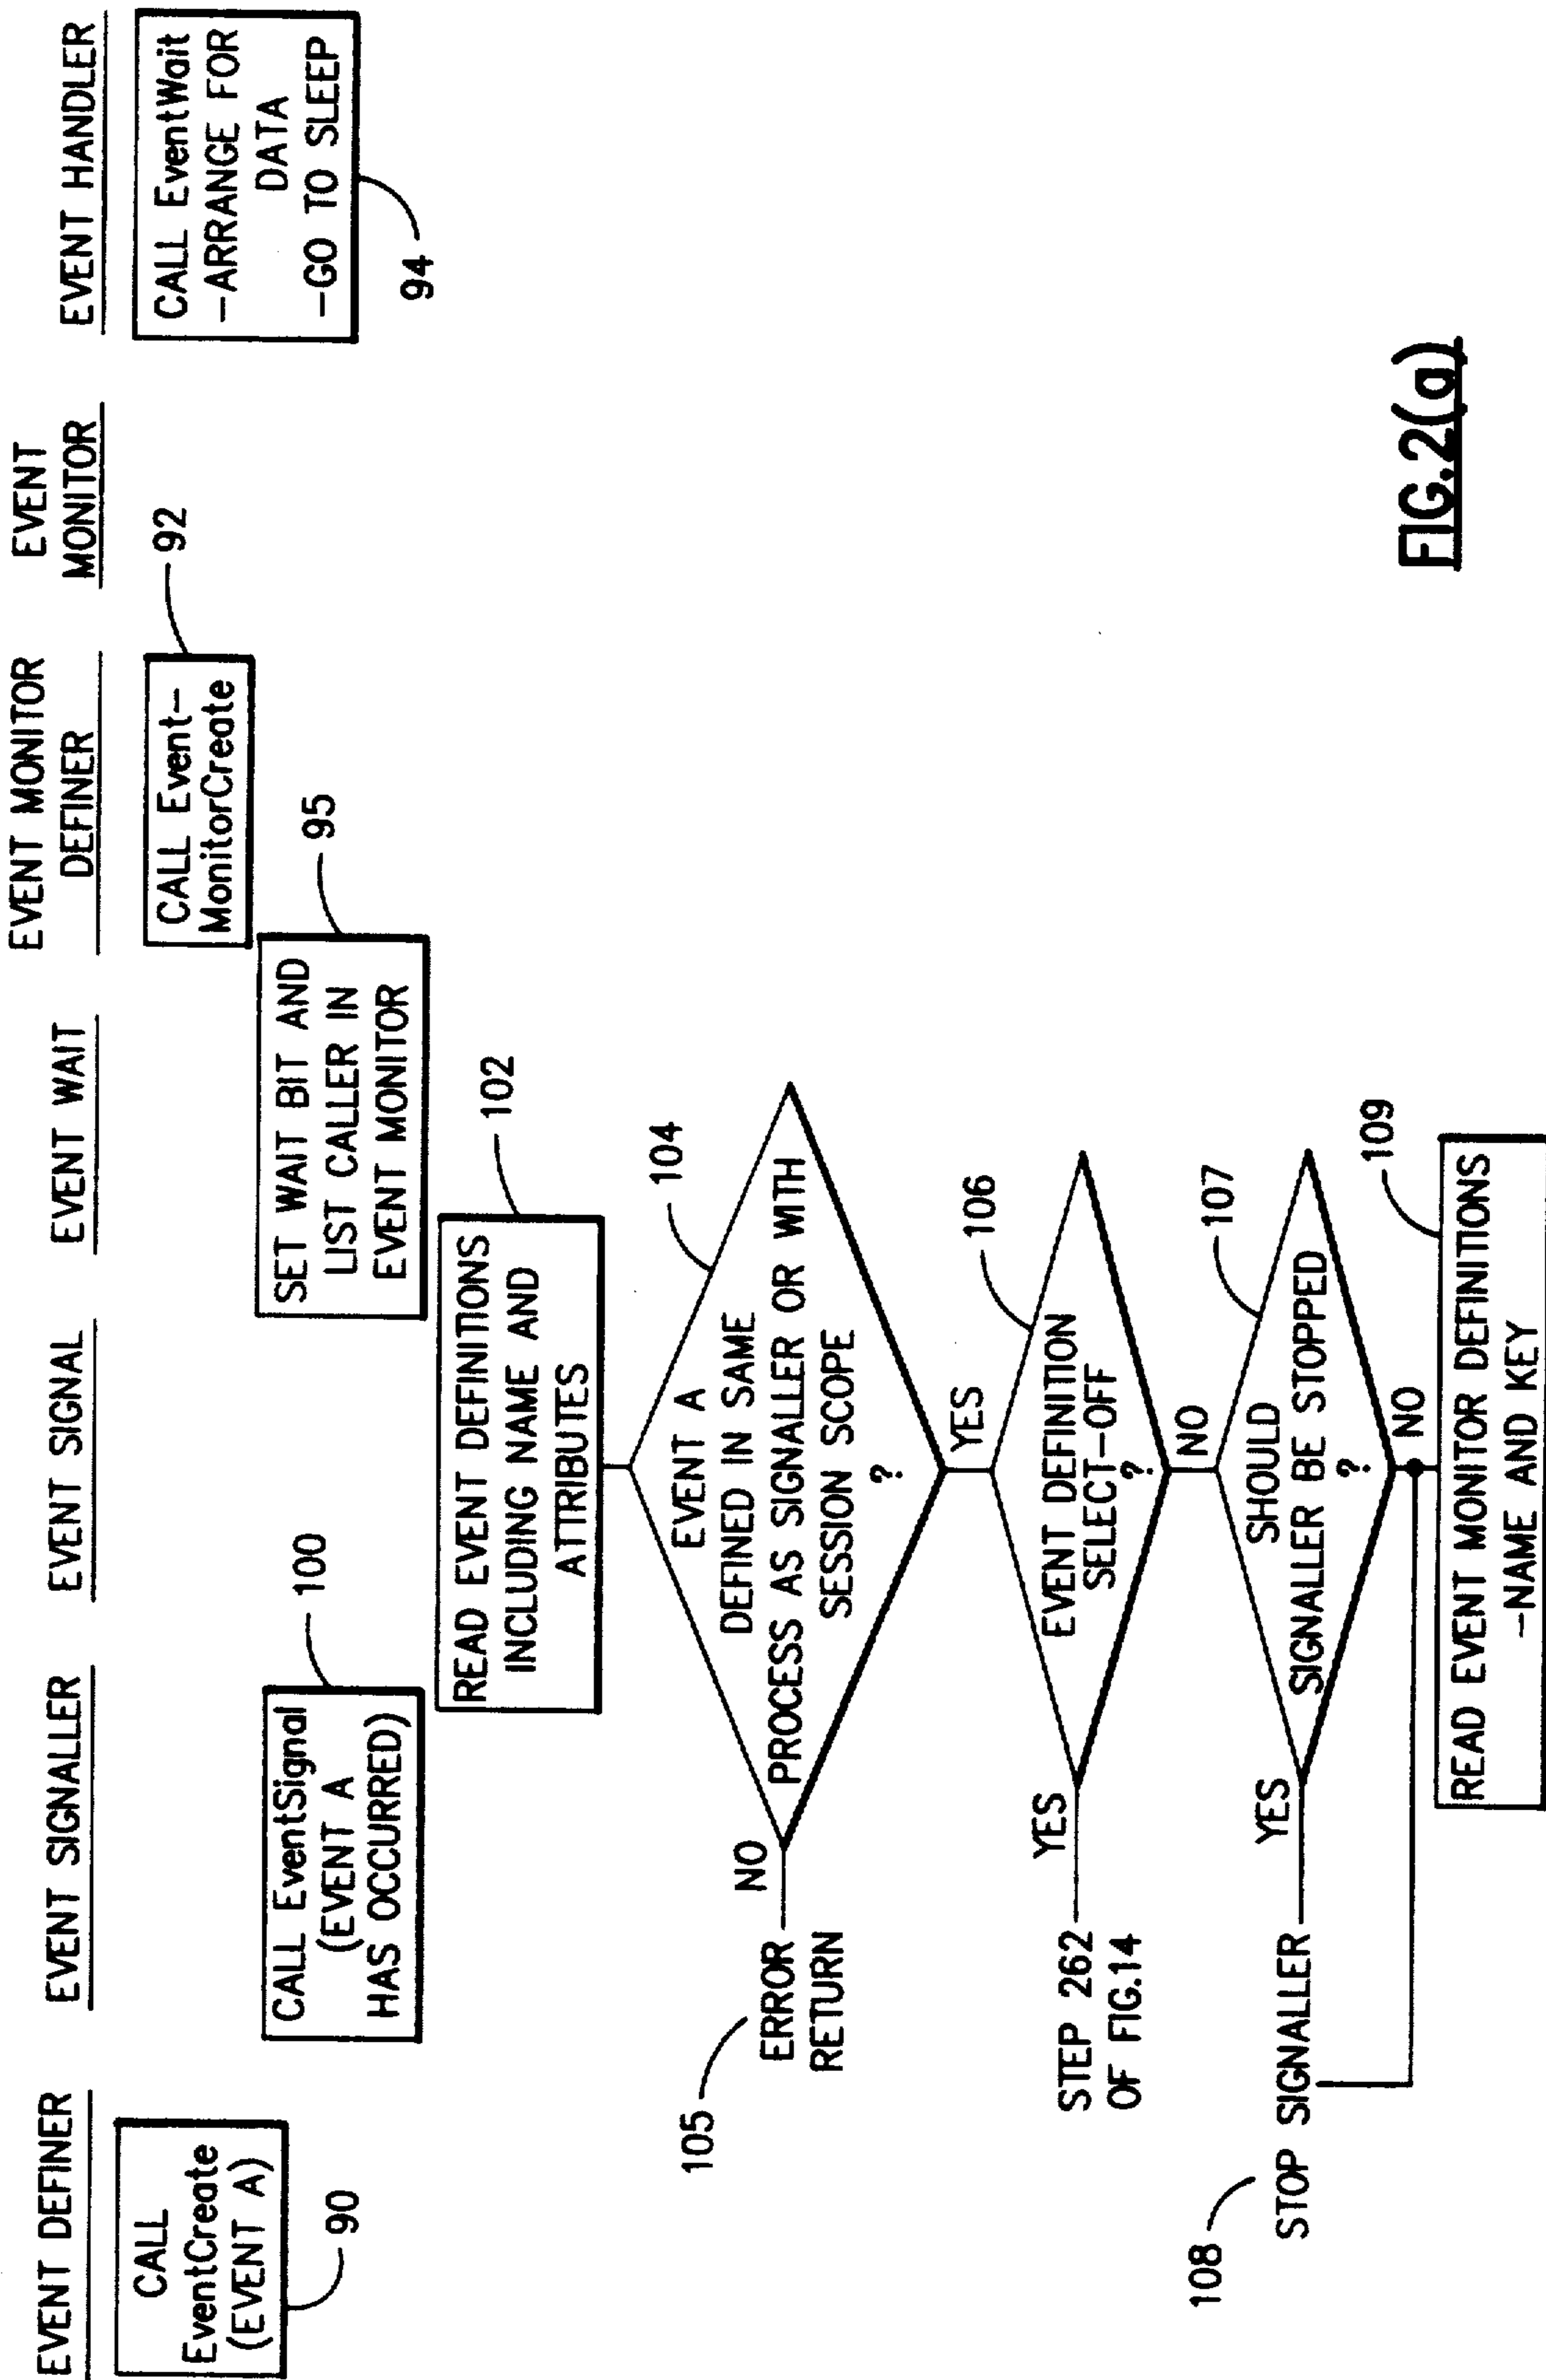 EVENT DEFINER
EVENT SIGNALLER
EVENT SIGNAL
EVENT WAIT
EVENT MONITOR
DEFINER
EVENT
MONITOR
EVENT HANDLER
CALL
EventCreate
(EVENT A)
90
CALL Event-
MonitorCreate
92
CALL EventWait
-ARRANGE FOR
DATA
-GO TO SLEEP
94
SET WAIT BIT AND
LIST CALLER IN
EVENT MONITOR
95
CALL EventSignal
(EVENT A
HAS OCCURRED)
100
READ EVENT DEFINITIONS
INCLUDING NAME AND
ATTRIBUTES
102
EVENT A
DEFINED IN SAME
PROCESS AS SIGNALLER OR WITH
SESSION SCOPE
?
104
NO
ERROR
RETURN
105
YES
EVENT DEFINITION
SELECT-OFF
?
106
YES
STEP 262
OF FIG.14
NO
SHOULD
SIGNALLER BE STOPPED
?
107
YES
STOP SIGNALLER
108
NO
READ EVENT MONITOR DEFINITIONS
-NAME AND KEY
109
FIG.2(a)